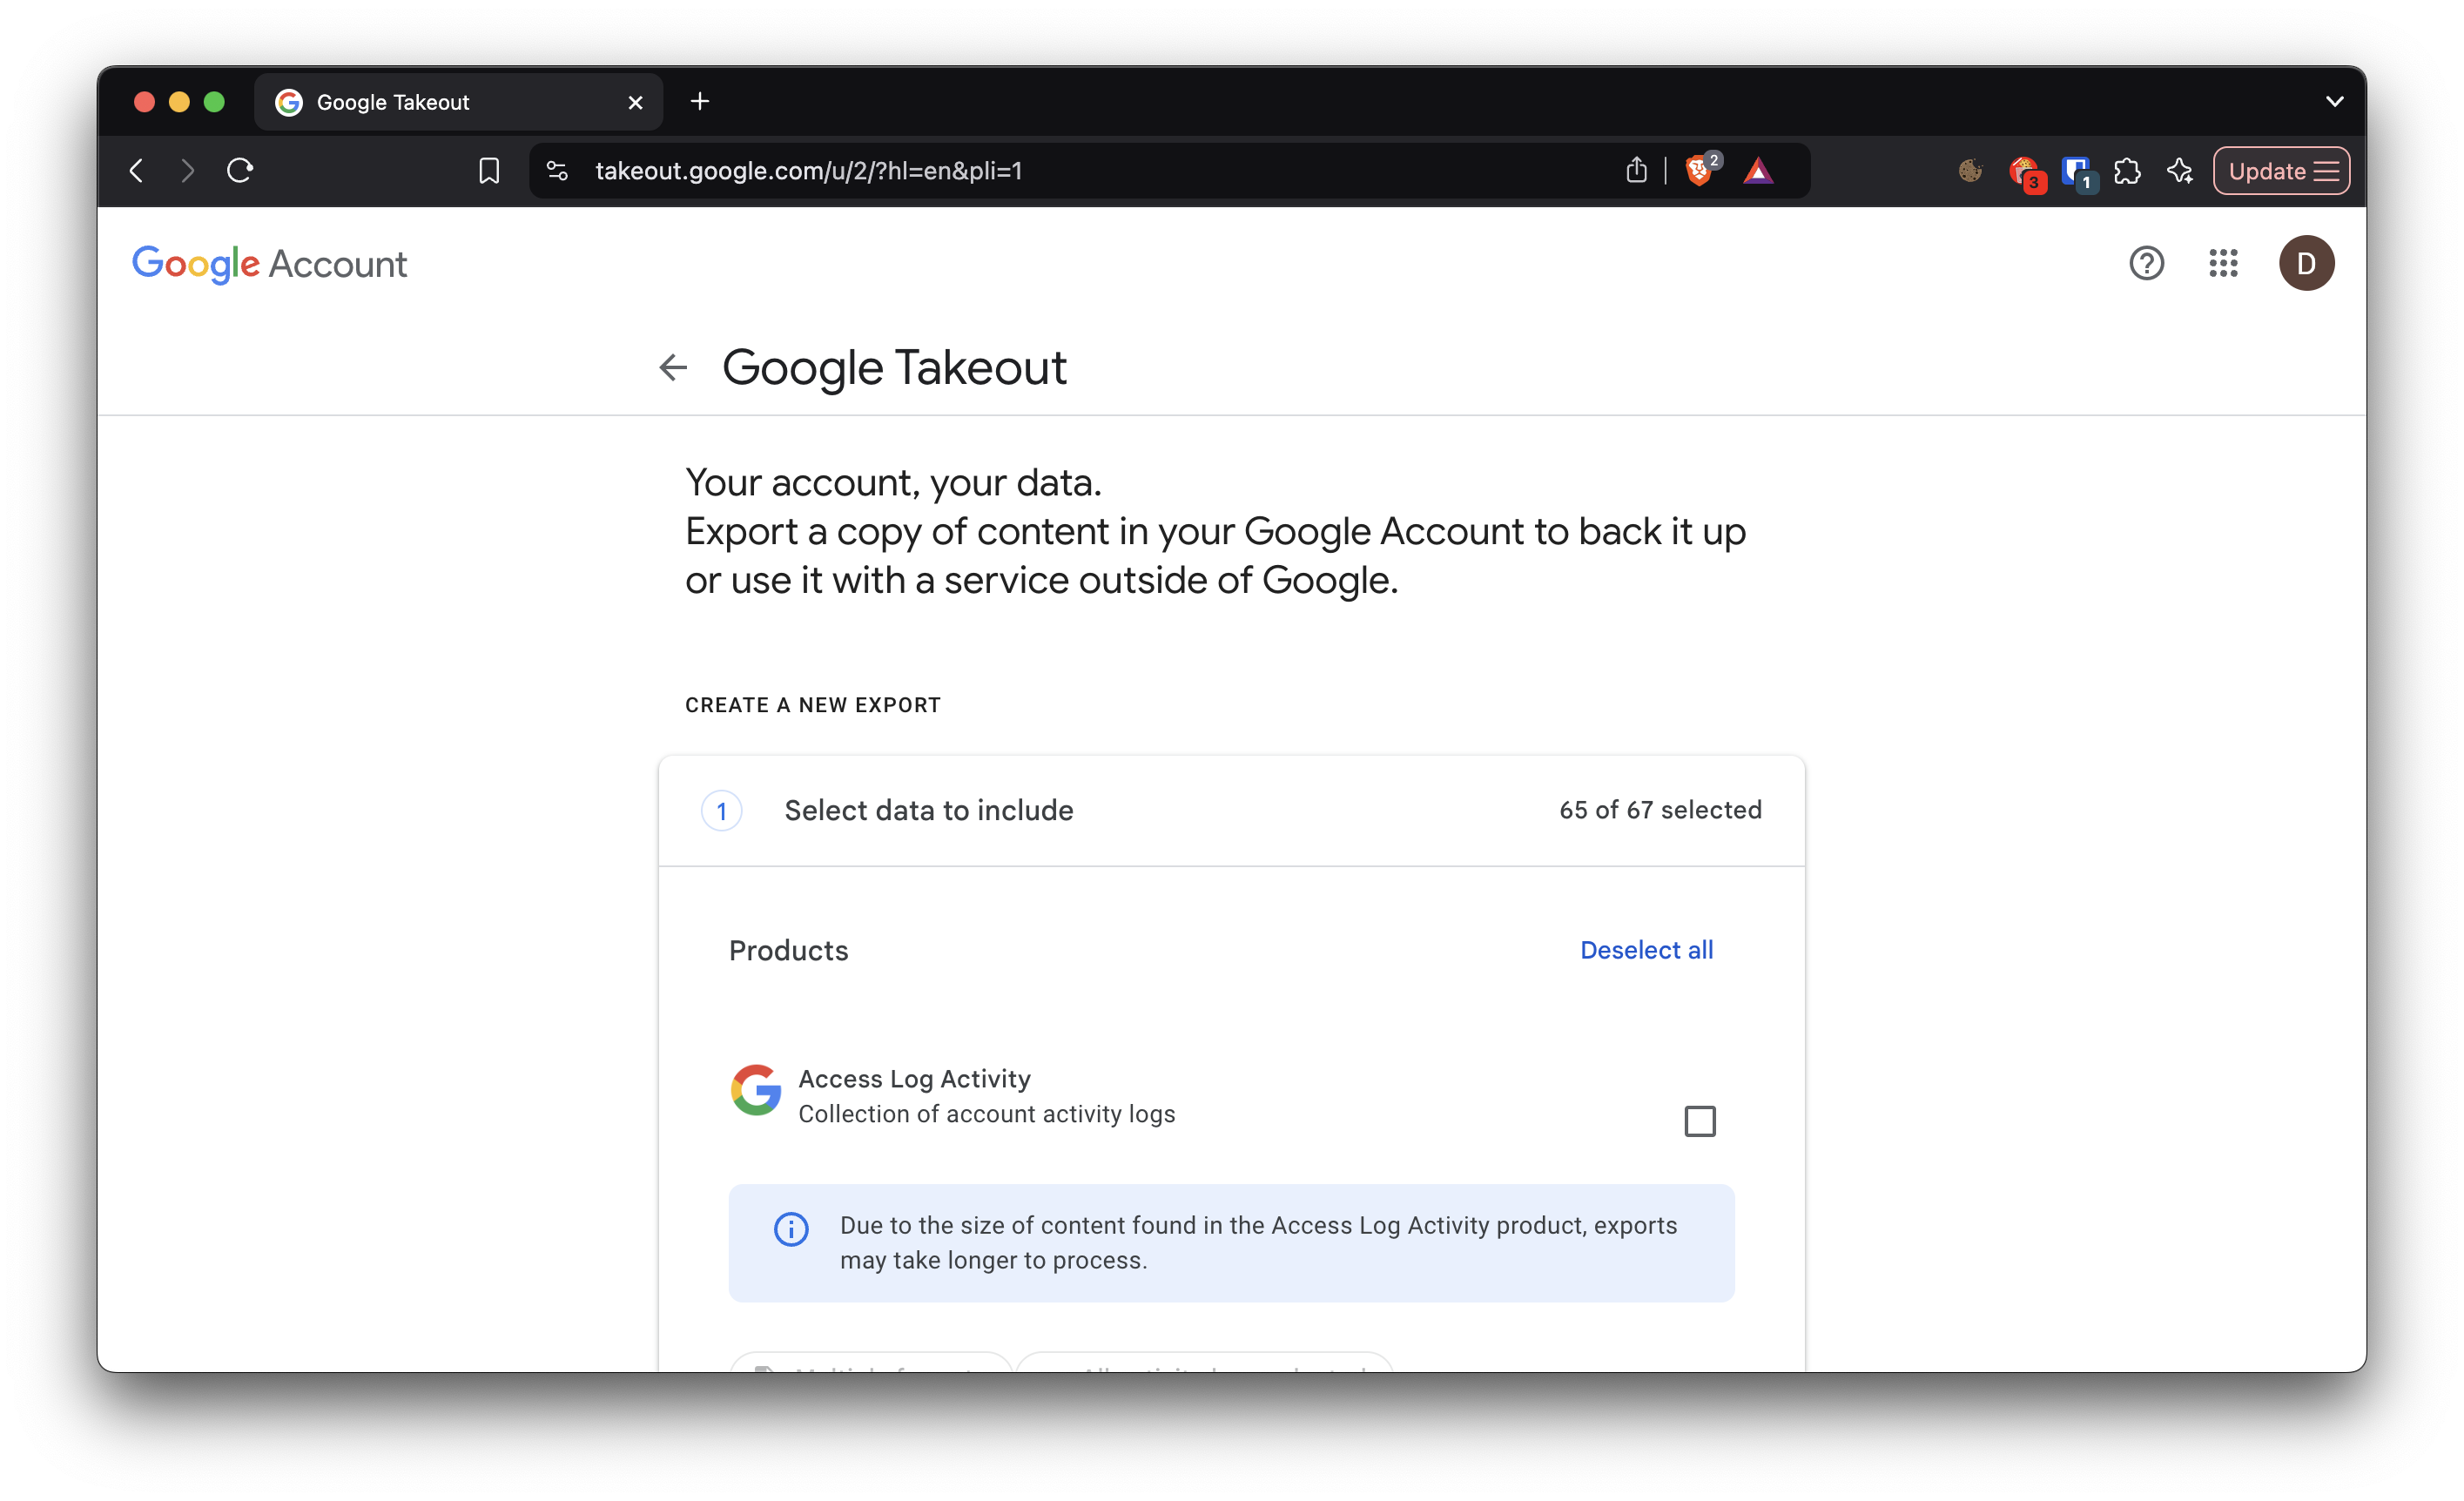 Google Takeout
takeout.google.com/u/2/?hl=en&pli=1
2
3
1
Update
Google Account
D
Google Takeout
Your account, your data.
Export a copy of content in your Google Account to back it up
or use it with a service outside of Google.
CREATE A NEW EXPORT
1 Select data to include 65 of 67 selected
Products Deselect all
Access Log Activity
Collection of account activity logs
Due to the size of content found in the Access Log Activity product, exports
may take longer to process.